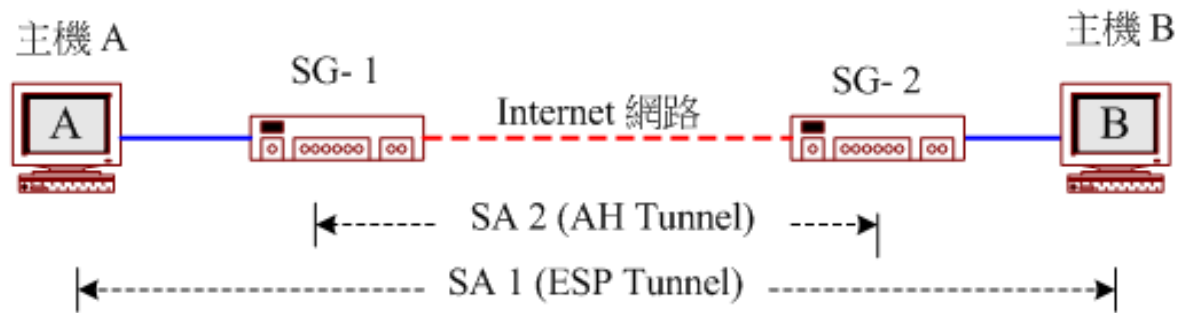 主機 A
主機 B
SG- 1
SG- 2
A
Internet 網路
B
SA 2 (AH Tunnel)
SA 1 (ESP Tunnel)